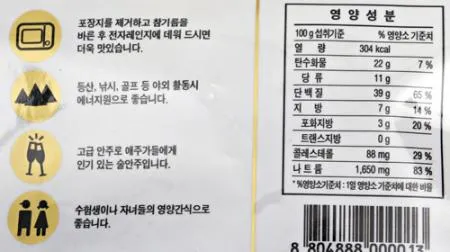 포장지를 제거하고 참기름을
바른 후 전자레인지에 데워 드시면
더욱 맛있습니다.
등산, 낚시, 골프 등 야외 활동시
에너지원으로 좋습니다.
고급 안주로 애주가들에게
인기 있는 술안주입니다.
수험생이나 자녀들의 영양간식으로
좋습니다.
영 양 성 분
100 g 섭취기준 % 영양소 기준치
열 량 304 kcal
탄수화물 22 g 7 %
당 류 11 g
단 백 질 39 g 65 %
지 방 7 g 14 %
포화지방 3 g 20 %
트랜스지방 0 g
콜레스테롤 88 mg 29 %
나 트 륨 1,650 mg 83 %
* %영양소기준치 : 1일 영양소 기준치에 대한 비율
8 804888 000013